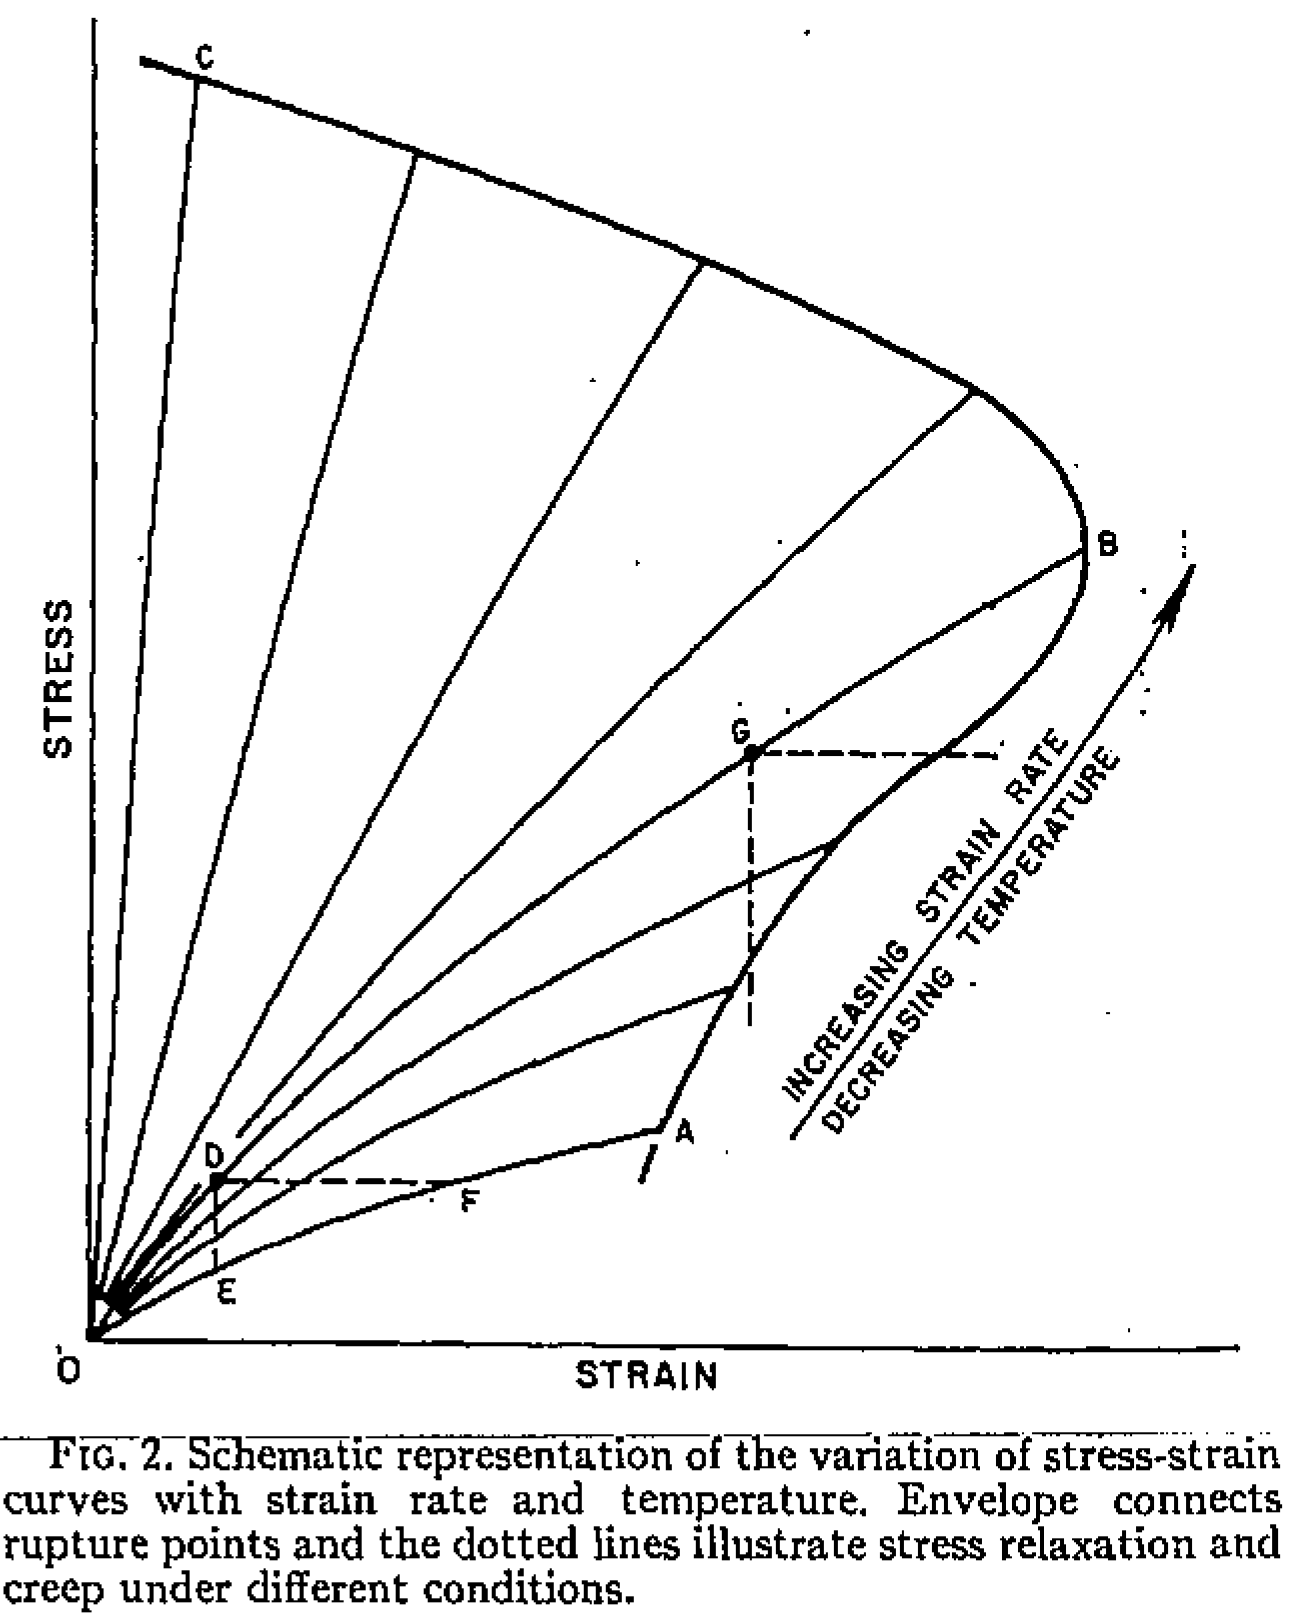 C
B
STRESS
G
INCREASING STRAIN RATE
DECREASING TEMPERATURE
A
D
F
E
O
STRAIN
FIG. 2. Schematic representation of the variation of stress-strain
curves with strain rate and temperature. Envelope connects
rupture points and the dotted lines illustrate stress relaxation and
creep under different conditions.